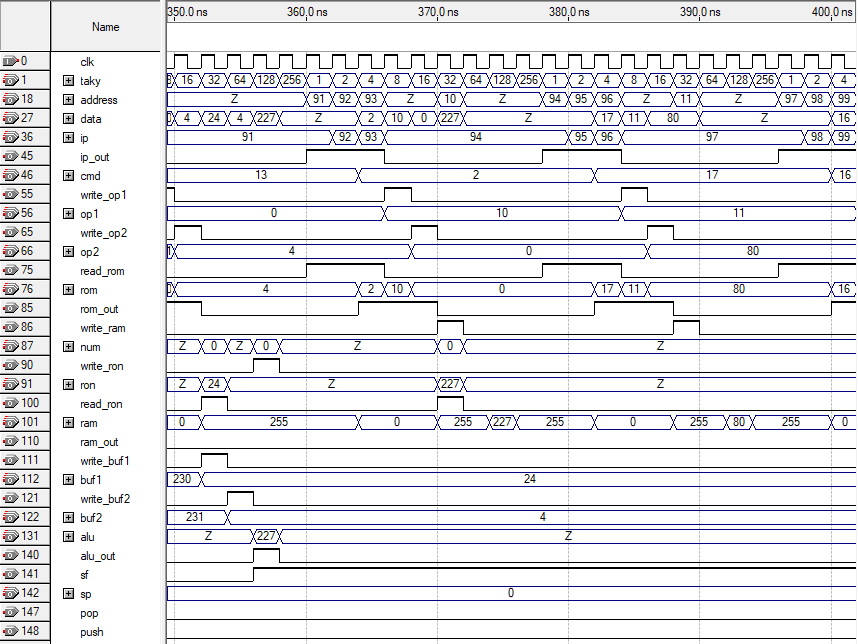 Name 350.0 ns 360.0 ns 370.0 ns 380.0 ns 390.0 ns 400.0 ns
0 clk
1 taky 16 32 64 128 256 1 2 4 8 16 32 64 128 256 1 2 4 8 16 32 64 128 256 1 2 4
18 address Z 91 92 93 Z 10 Z 94 95 96 Z 11 Z 97 98 99
27 data 4 24 4 227 Z 2 10 0 227 Z 17 11 80 Z 16
36 ip 91 92 93 94 95 96 97 98 99
45 ip_out
46 cmd 13 2 17 16
55 write_op1
56 op1 0 10 11
65 write_op2
66 op2 4 0 80
75 read_rom
76 rom 4 2 10 0 17 11 80 16
85 rom_out
86 write_ram
87 num Z 0 Z 0 Z 0 Z
90 write_ron
91 ron Z 24 Z 227 Z
100 read_ron
101 ram 0 255 0 255 227 255 0 255 80 255 0
110 ram_out
111 write_buf1
112 buf1 230 24
121 write_buf2
122 buf2 231 4
131 alu Z 227 Z
140 alu_out
141 sf
142 sp 0
147 pop
148 push